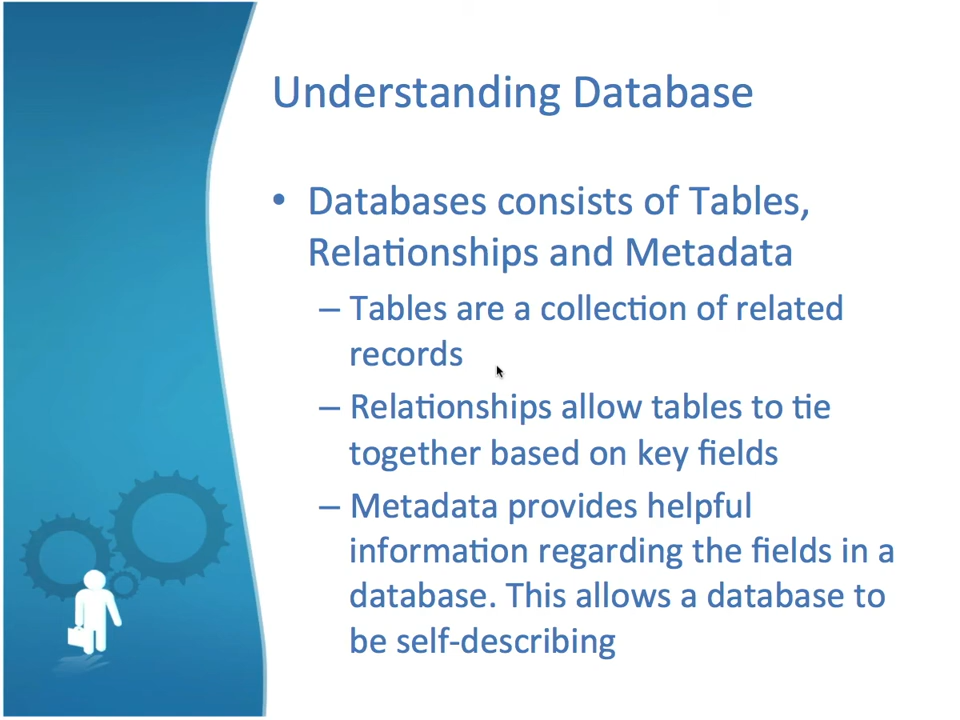 Understanding Database
• Databases consists of Tables,
Relationships and Metadata
– Tables are a collection of related
records
– Relationships allow tables to tie
together based on key fields
– Metadata provides helpful
information regarding the fields in a
database. This allows a database to
be self-describing